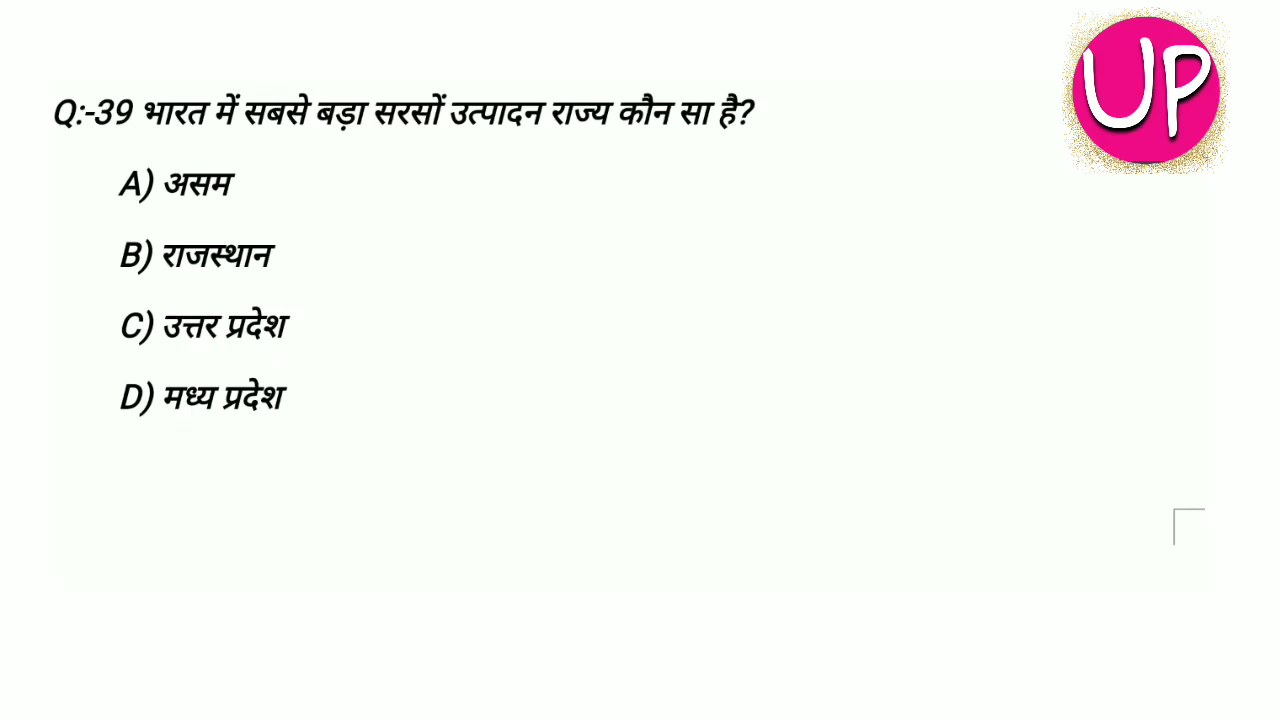 Q:-39 भारत में सबसे बड़ा सरसों उत्पादन राज्य कौन सा है?
A) असम
B) राजस्थान
C) उत्तर प्रदेश
D) मध्य प्रदेश
UP